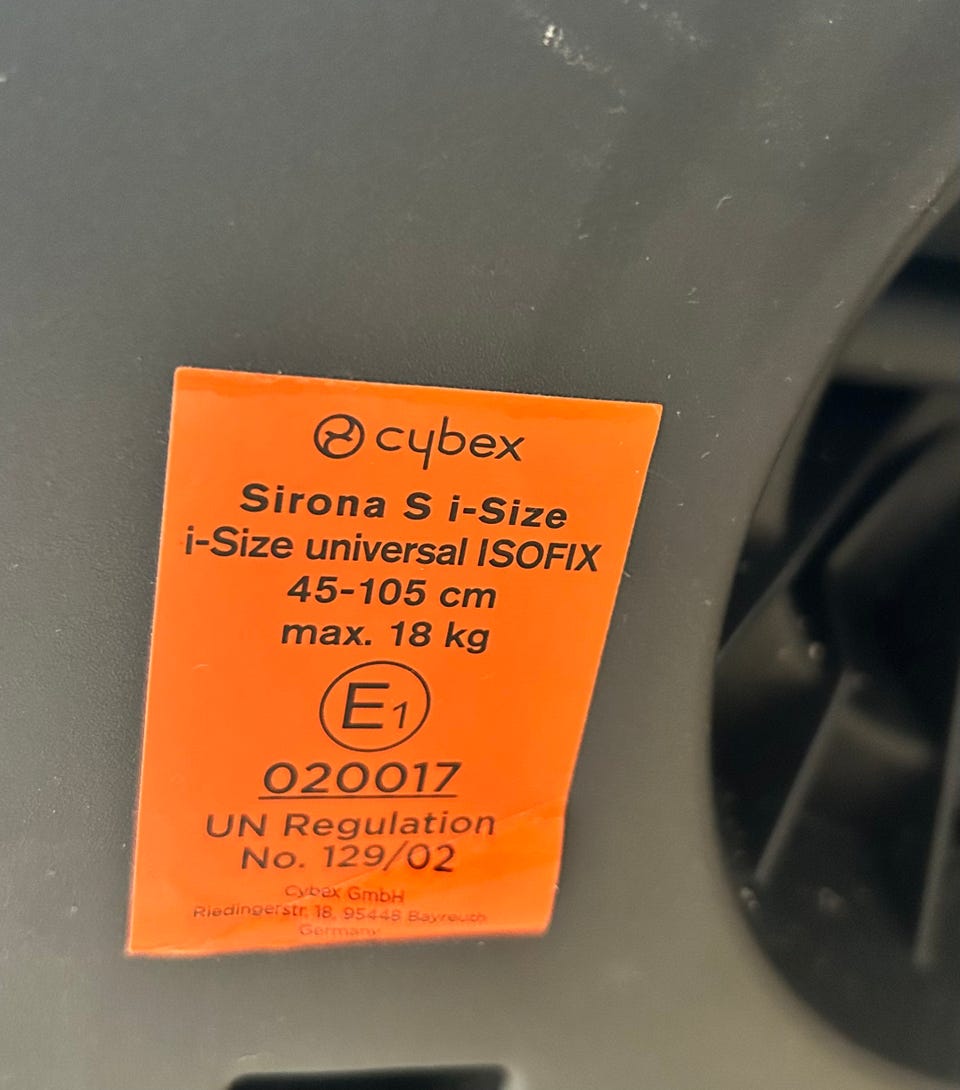 cybex
Sirona S i-Size
i-Size universal ISOFIX
45-105 cm
max. 18 kg
E1
020017
UN Regulation
No. 129/02
Cybex GmbH
Riedingerstr. 18, 95448 Bayreuth
Germany